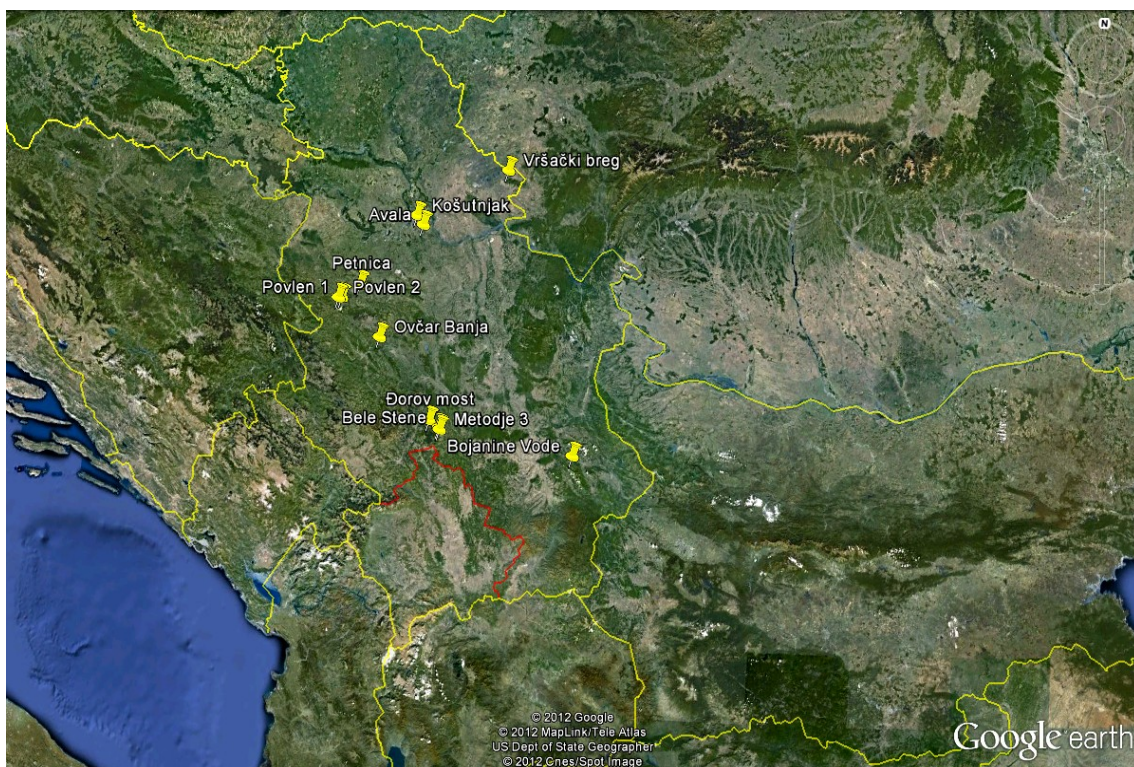 N
Vršački breg
Košutnjak
Avala
Petnica
Povlen 1
Povlen 2
Ovčar Banja
Đorov most
Bele Stene
Metodje 3
Bojanine Vode
© 2012 Google
© 2012 MapLink/Tele Atlas
US Dept of State Geographer
© 2012 Cnes/Spot Image
Google earth